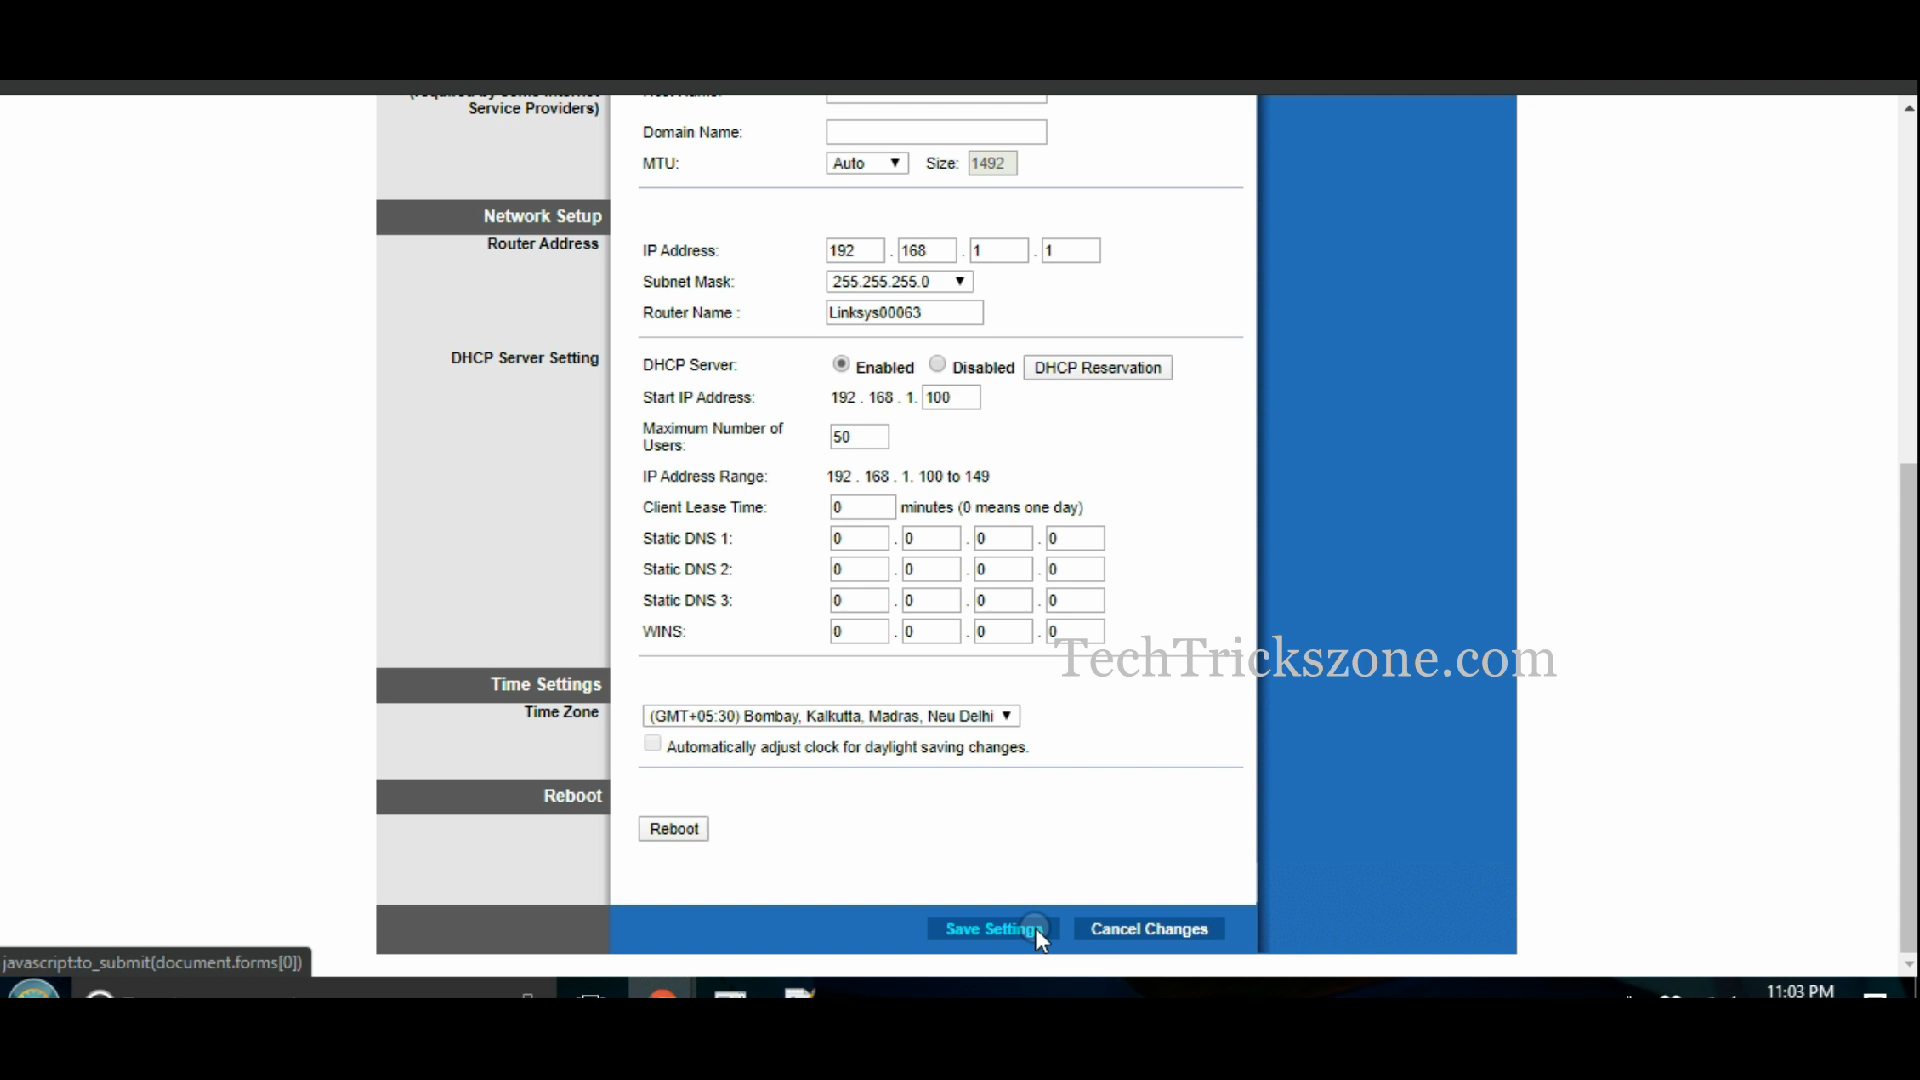 Service Providers)
Domain Name:
MTU: Auto Size: 1492
Network Setup
Router Address
IP Address: 192 . 168 . 1 . 1
Subnet Mask: 255.255.255.0
Router Name : Linksys00063
DHCP Server Setting
DHCP Server: Enabled Disabled DHCP Reservation
Start IP Address: 192 . 168 . 1. 100
Maximum Number of
Users: 50
IP Address Range: 192 . 168 . 1. 100 to 149
Client Lease Time: 0 minutes (0 means one day)
Static DNS 1: 0 . 0 . 0 . 0
Static DNS 2: 0 . 0 . 0 . 0
Static DNS 3: 0 . 0 . 0 . 0
WINS: 0 . 0 . 0 . 0
TechTrickszone.com
Time Settings
Time Zone
(GMT+05:30) Bombay, Kalkutta, Madras, Neu Delhi
Automatically adjust clock for daylight saving changes.
Reboot
Reboot
Save Settings Cancel Changes
javascript:to_submit(document.forms[0])
11:03 PM